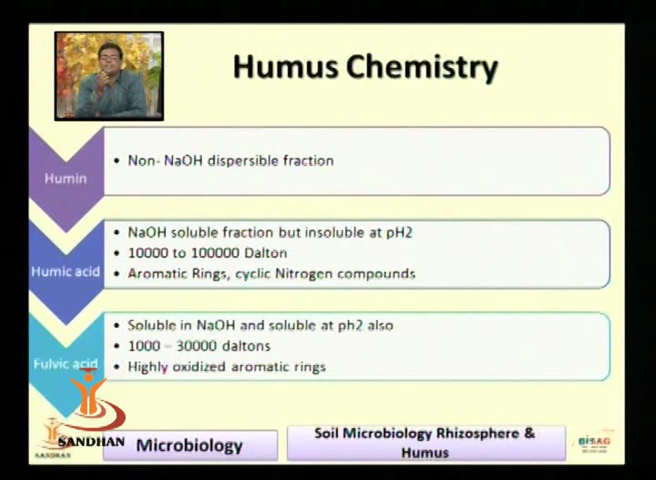 Humus Chemistry
Humin
• Non- NaOH dispersible fraction
Humic acid
• NaOH soluble fraction but insoluble at pH2
• 10000 to 100000 Dalton
• Aromatic Rings, cyclic Nitrogen compounds
Fulvic acid
• Soluble in NaOH and soluble at ph2 also
• 1000 – 30000 daltons
• Highly oxidized aromatic rings
SANDHAN
SANDHAN
Microbiology
Soil Microbiology Rhizosphere &
Humus
BISAG